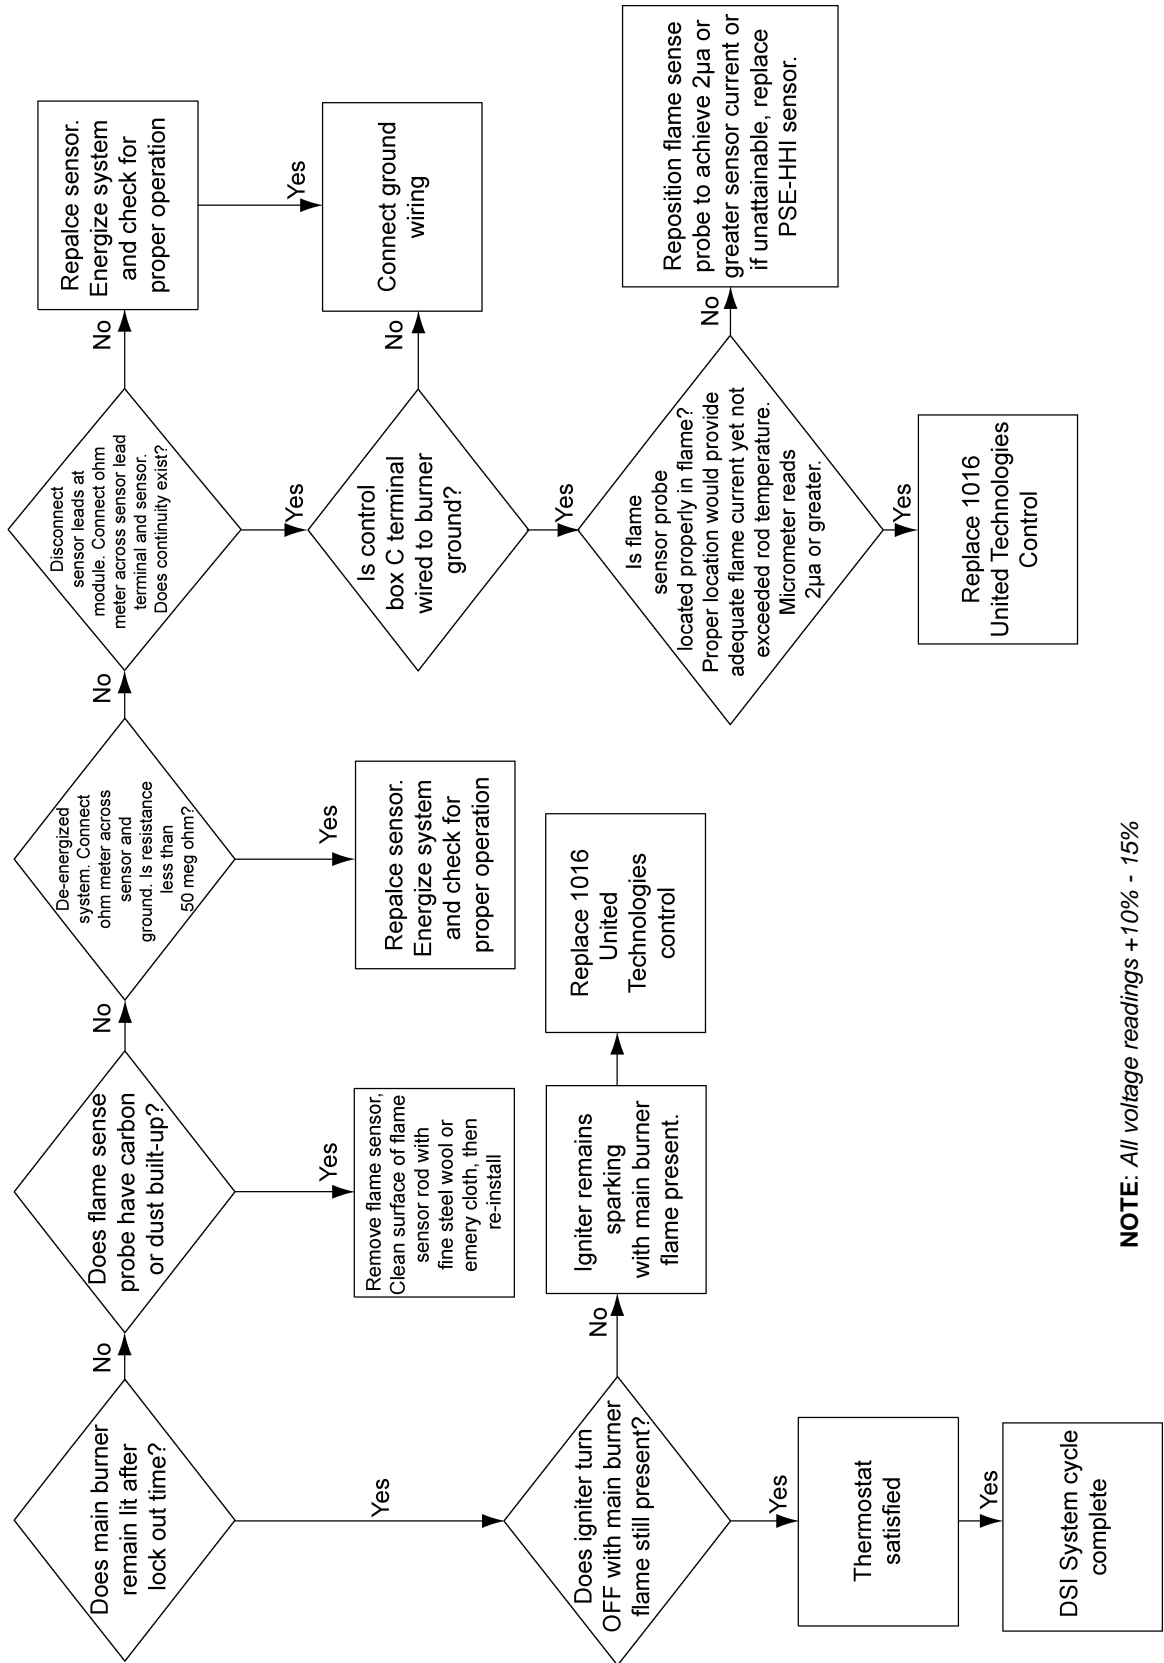 Does main burner
remain lit after
lock out time?
No
Yes
Does flame sense
probe have carbon
or dust built-up?
No
Yes
Remove flame sensor,
Clean surface of flame
sensor rod with
fine steel wool or
emery cloth, then
re-install
De-energized
system. Connect
ohm meter across
sensor and
ground. Is resistance
less than
50 meg ohm?
No
Yes
Repalce sensor.
Energize system
and check for
proper operation
Disconnect
sensor leads at
module. Connect ohm
meter across sensor lead
terminal and sensor.
Does continuity exist?
No
Yes
Repalce sensor.
Energize system
and check for
proper operation
Yes
Is control
box C terminal
wired to burner
ground?
No
Yes
Connect ground
wiring
Is flame
sensor probe
located properly in flame?
Proper location would provide
adequate flame current yet not
exceeded rod temperature.
Micrometer reads
2µa or greater.
No
Yes
Reposition flame sense
probe to achieve 2µa or
greater sensor current or
if unattainable, replace
PSE-HHI sensor.
Replace 1016
United Technologies
Control
Does igniter turn
OFF with main burner
flame still present?
No
Yes
Igniter remains
sparking
with main burner
flame present.
Replace 1016
United
Technologies
control
Thermostat
satisfied
Yes
DSI System cycle
complete
NOTE: All voltage readings +10% - 15%